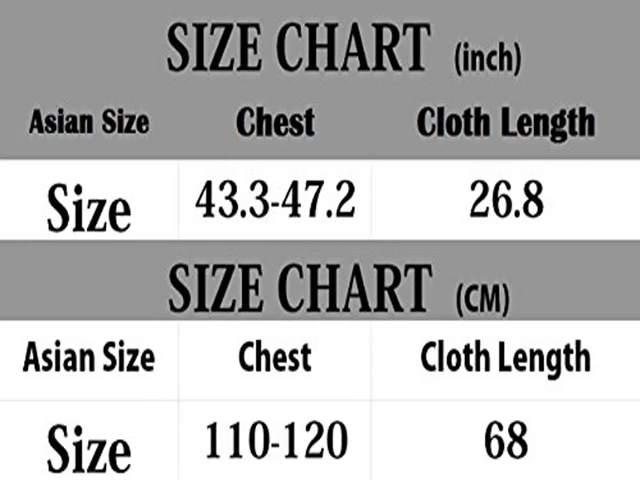 SIZE CHART (inch)
Asian Size Chest Cloth Length
Size 43.3-47.2 26.8
SIZE CHART (CM)
Asian Size Chest Cloth Length
Size 110-120 68